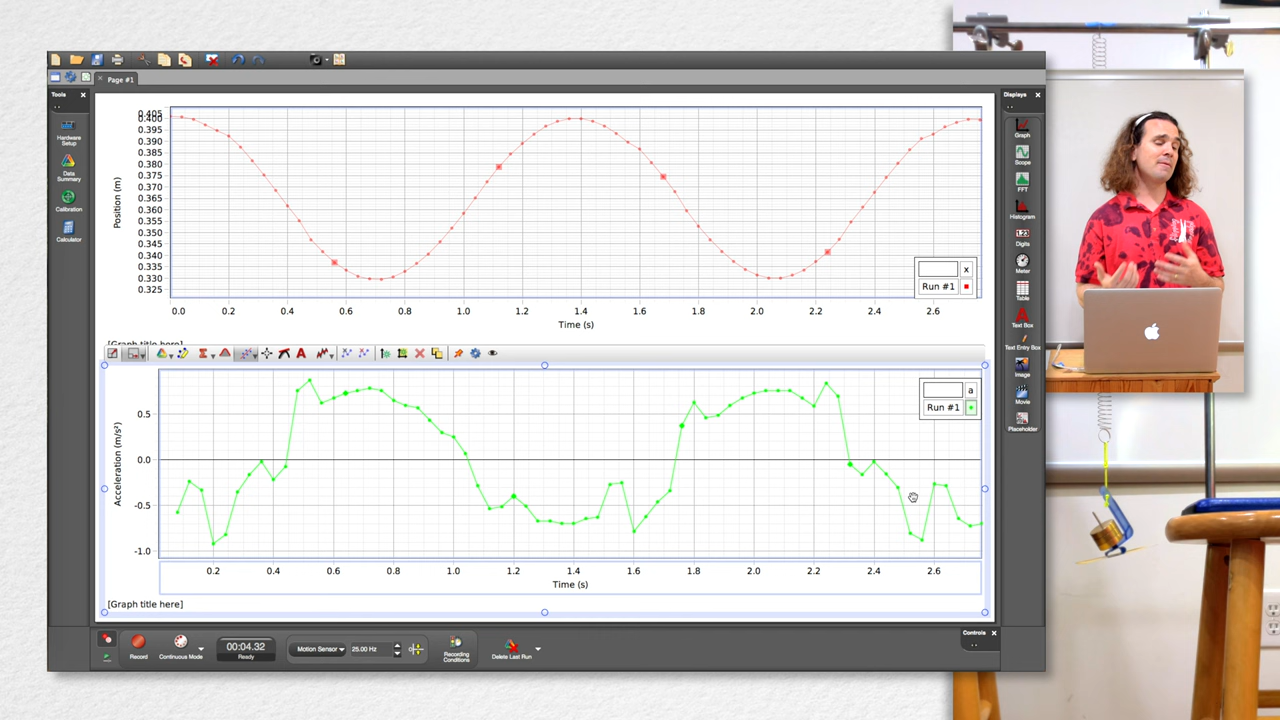 Page #1
Tools
Hardware
Setup
Data
Summary
Calibration
Calculator
0.405
0.400
0.395
0.390
0.385
0.380
0.375
0.370
0.365
0.360
0.355
0.350
0.345
0.340
0.335
0.330
0.325
Position (m)
0.0 0.2 0.4 0.6 0.8 1.0 1.2 1.4 1.6 1.8 2.0 2.2 2.4 2.6
Time (s)
x
Run #1
[Graph title here]
0.5
0.0
-0.5
-1.0
Acceleration (m/s²)
0.2 0.4 0.6 0.8 1.0 1.2 1.4 1.6 1.8 2.0 2.2 2.4 2.6
Time (s)
a
Run #1
[Graph title here]
Displays
Graph
Scope
FFT
Histogram
1.23
Digits
Meter
Table
Text Box
Text Entry Box
Image
Movie
Placeholder
Record
Continuous Mode
00:04.32
Ready
Motion Sensor
25.00 Hz
Recording
Conditions
Delete Last Run
Controls